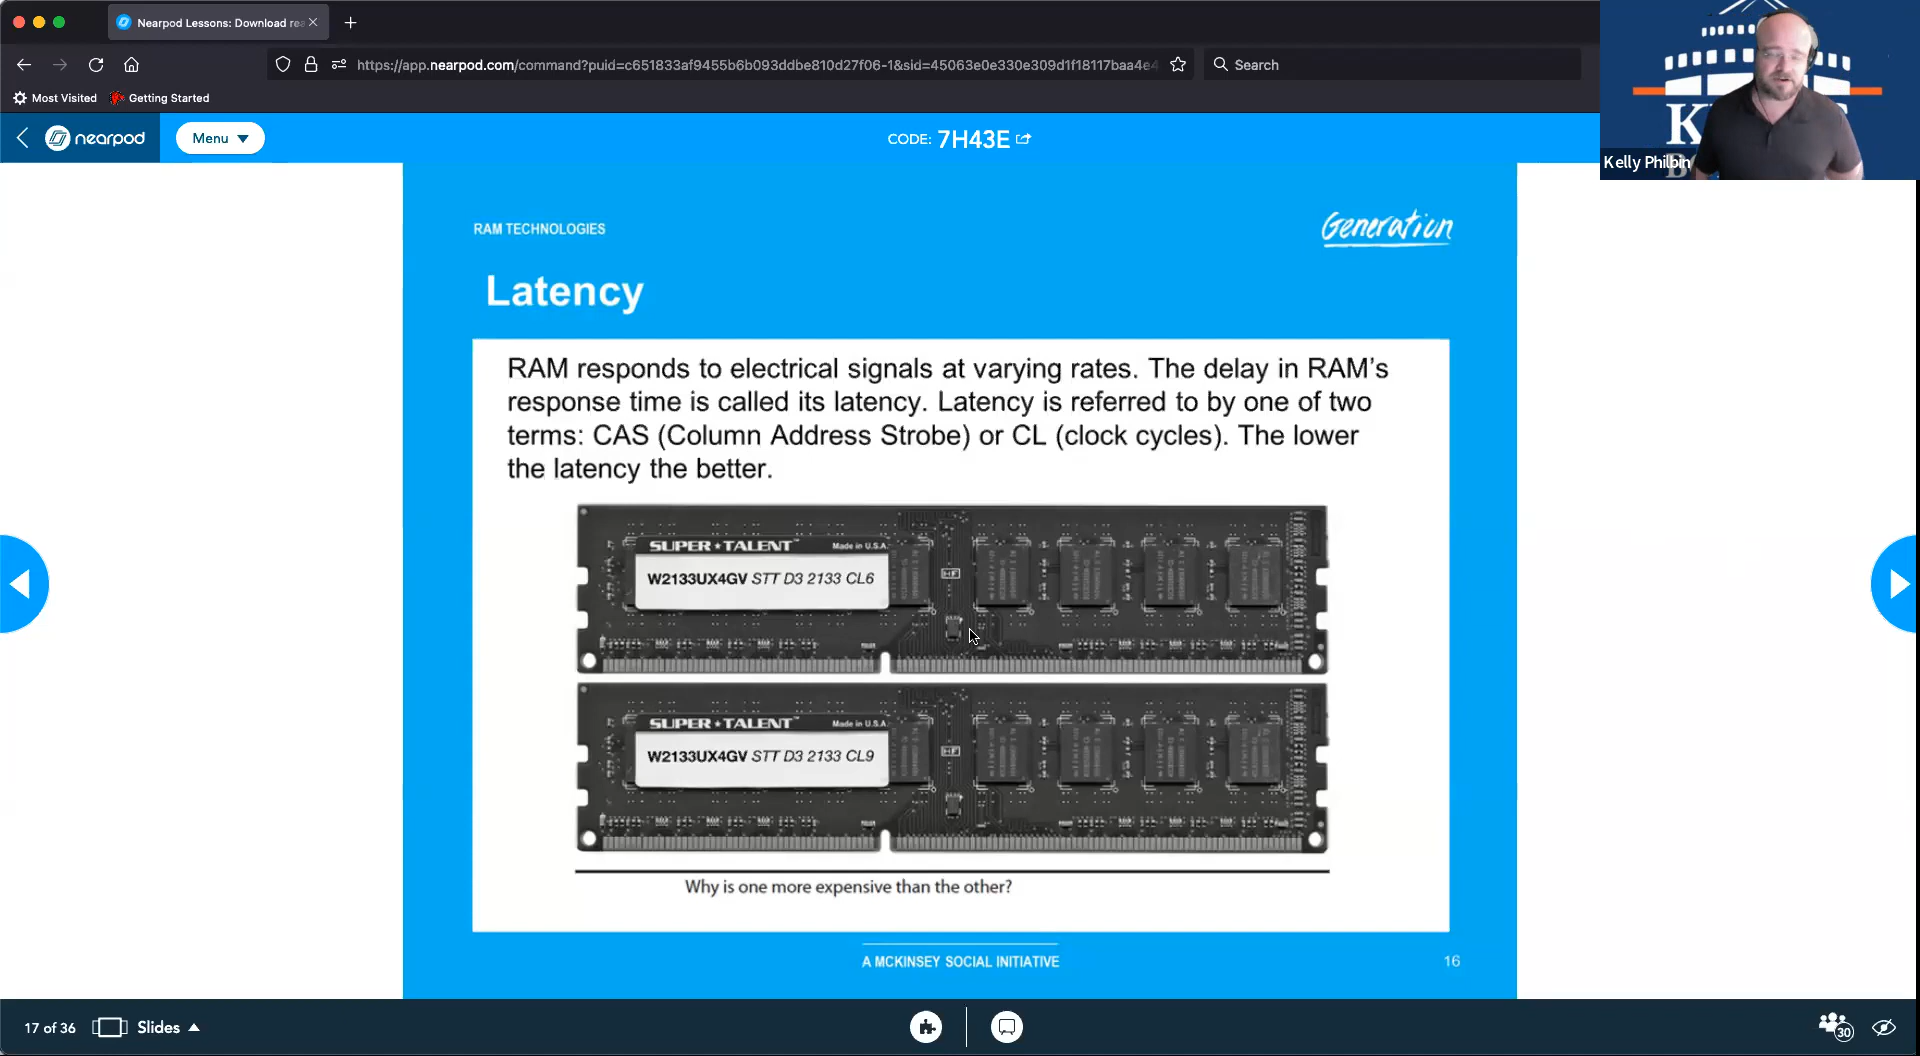 Nearpod Lessons: Download rea
https://app.nearpod.com/command?puid=c651833af9455b6b093ddbe810d27f06-1&sid=45063e0e330e309d1f18117baa4e4
Search
Most Visited
Getting Started
nearpod
Menu
CODE: 7H43E
Kelly Philbin
RAM TECHNOLOGIES
Generation
Latency
RAM responds to electrical signals at varying rates. The delay in RAM's
response time is called its latency. Latency is referred to by one of two
terms: CAS (Column Address Strobe) or CL (clock cycles). The lower
the latency the better.
SUPER★TALENT™ Made in U.S.A.
W2133UX4GV STT D3 2133 CL6
HF
SUPER★TALENT™ Made in U.S.A.
W2133UX4GV STT D3 2133 CL9
HF
Why is one more expensive than the other?
A MCKINSEY SOCIAL INITIATIVE
16
17 of 36
Slides
30